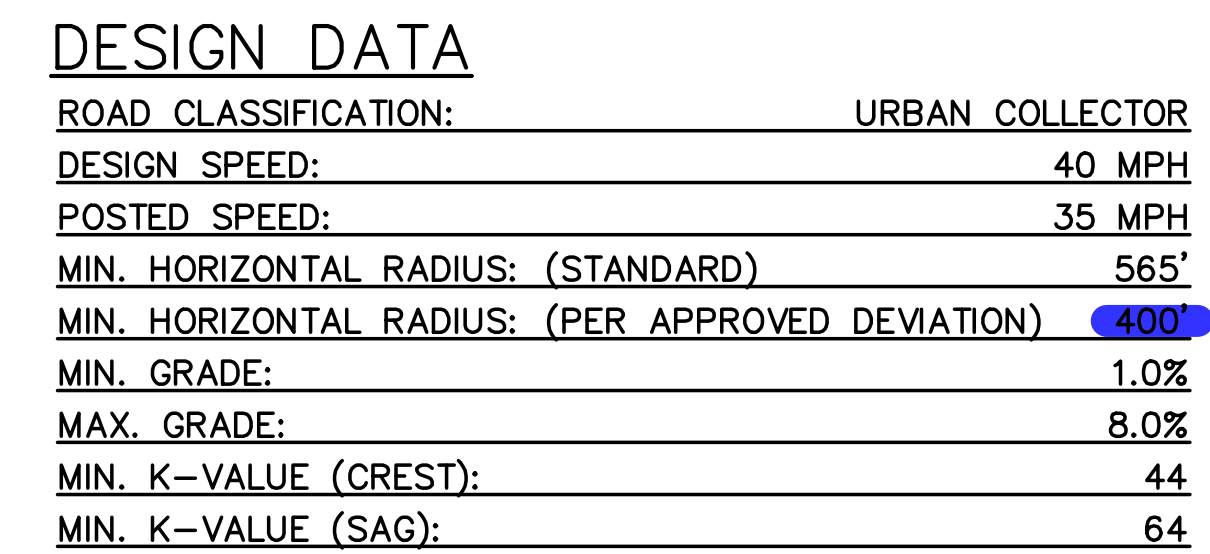 DESIGN DATA
ROAD CLASSIFICATION: URBAN COLLECTOR
DESIGN SPEED: 40 MPH
POSTED SPEED: 35 MPH
MIN. HORIZONTAL RADIUS: (STANDARD) 565'
MIN. HORIZONTAL RADIUS: (PER APPROVED DEVIATION) 400'
MIN. GRADE: 1.0%
MAX. GRADE: 8.0%
MIN. K-VALUE (CREST): 44
MIN. K-VALUE (SAG): 64